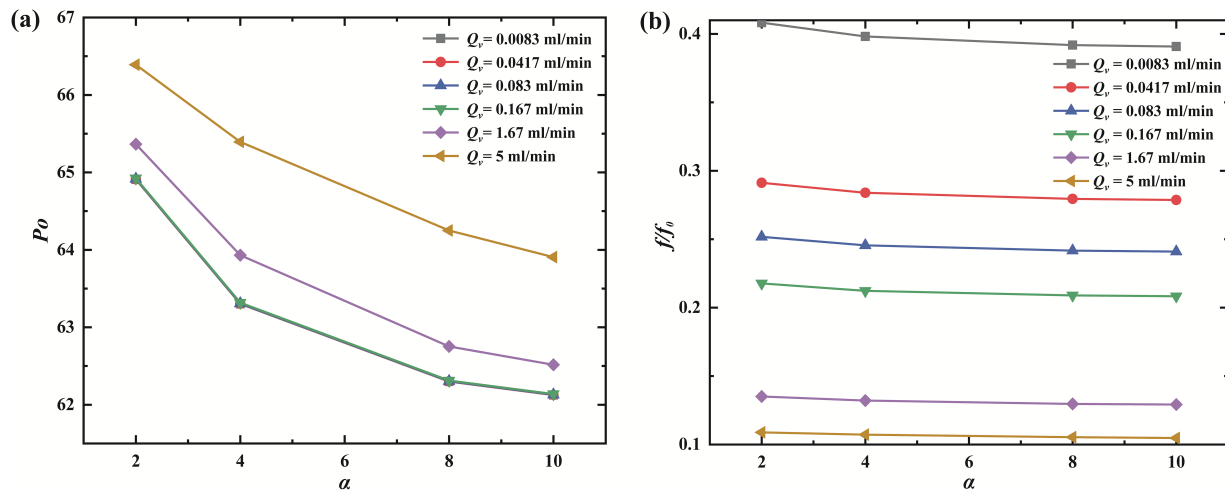 (a)
67
66
65
64
63
62
Po
2
4
6
8
10
α
Qv = 0.0083 ml/min
Qv = 0.0417 ml/min
Qv = 0.083 ml/min
Qv = 0.167 ml/min
Qv = 1.67 ml/min
Qv = 5 ml/min
(b)
0.4
0.3
0.2
0.1
f/f0
2
4
6
8
10
α
Qv = 0.0083 ml/min
Qv = 0.0417 ml/min
Qv = 0.083 ml/min
Qv = 0.167 ml/min
Qv = 1.67 ml/min
Qv = 5 ml/min